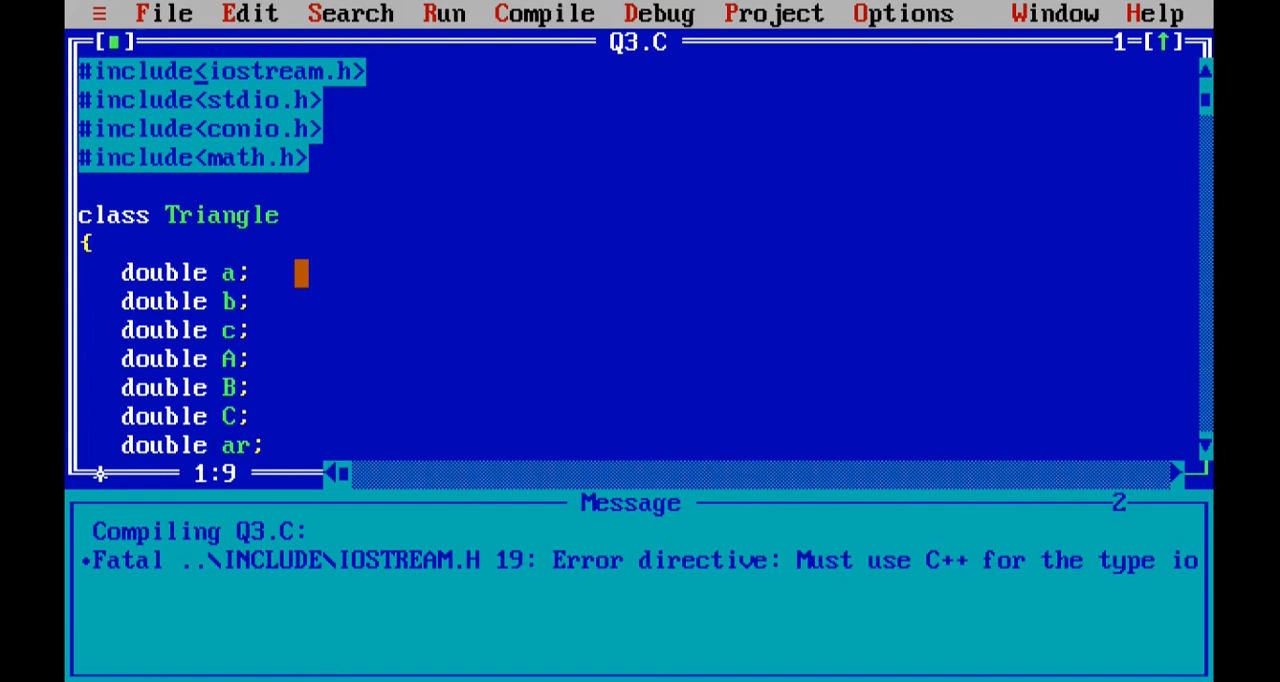 ≡ File Edit Search Run Compile Debug Project Options Window Help
[■] Q3.C 1=[↑]
#include<iostream.h>
#include<stdio.h>
#include<conio.h>
#include<math.h>
class Triangle
{
double a;
double b;
double c;
double A;
double B;
double C;
double ar;
1:9
Message 2
Compiling Q3.C:
•Fatal ..\INCLUDE\IOSTREAM.H 19: Error directive: Must use C++ for the type io